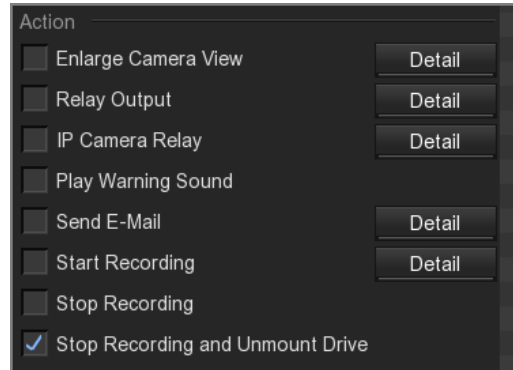 Action
Enlarge Camera View Detail
Relay Output Detail
IP Camera Relay Detail
Play Warning Sound
Send E-Mail Detail
Start Recording Detail
Stop Recording
Stop Recording and Unmount Drive